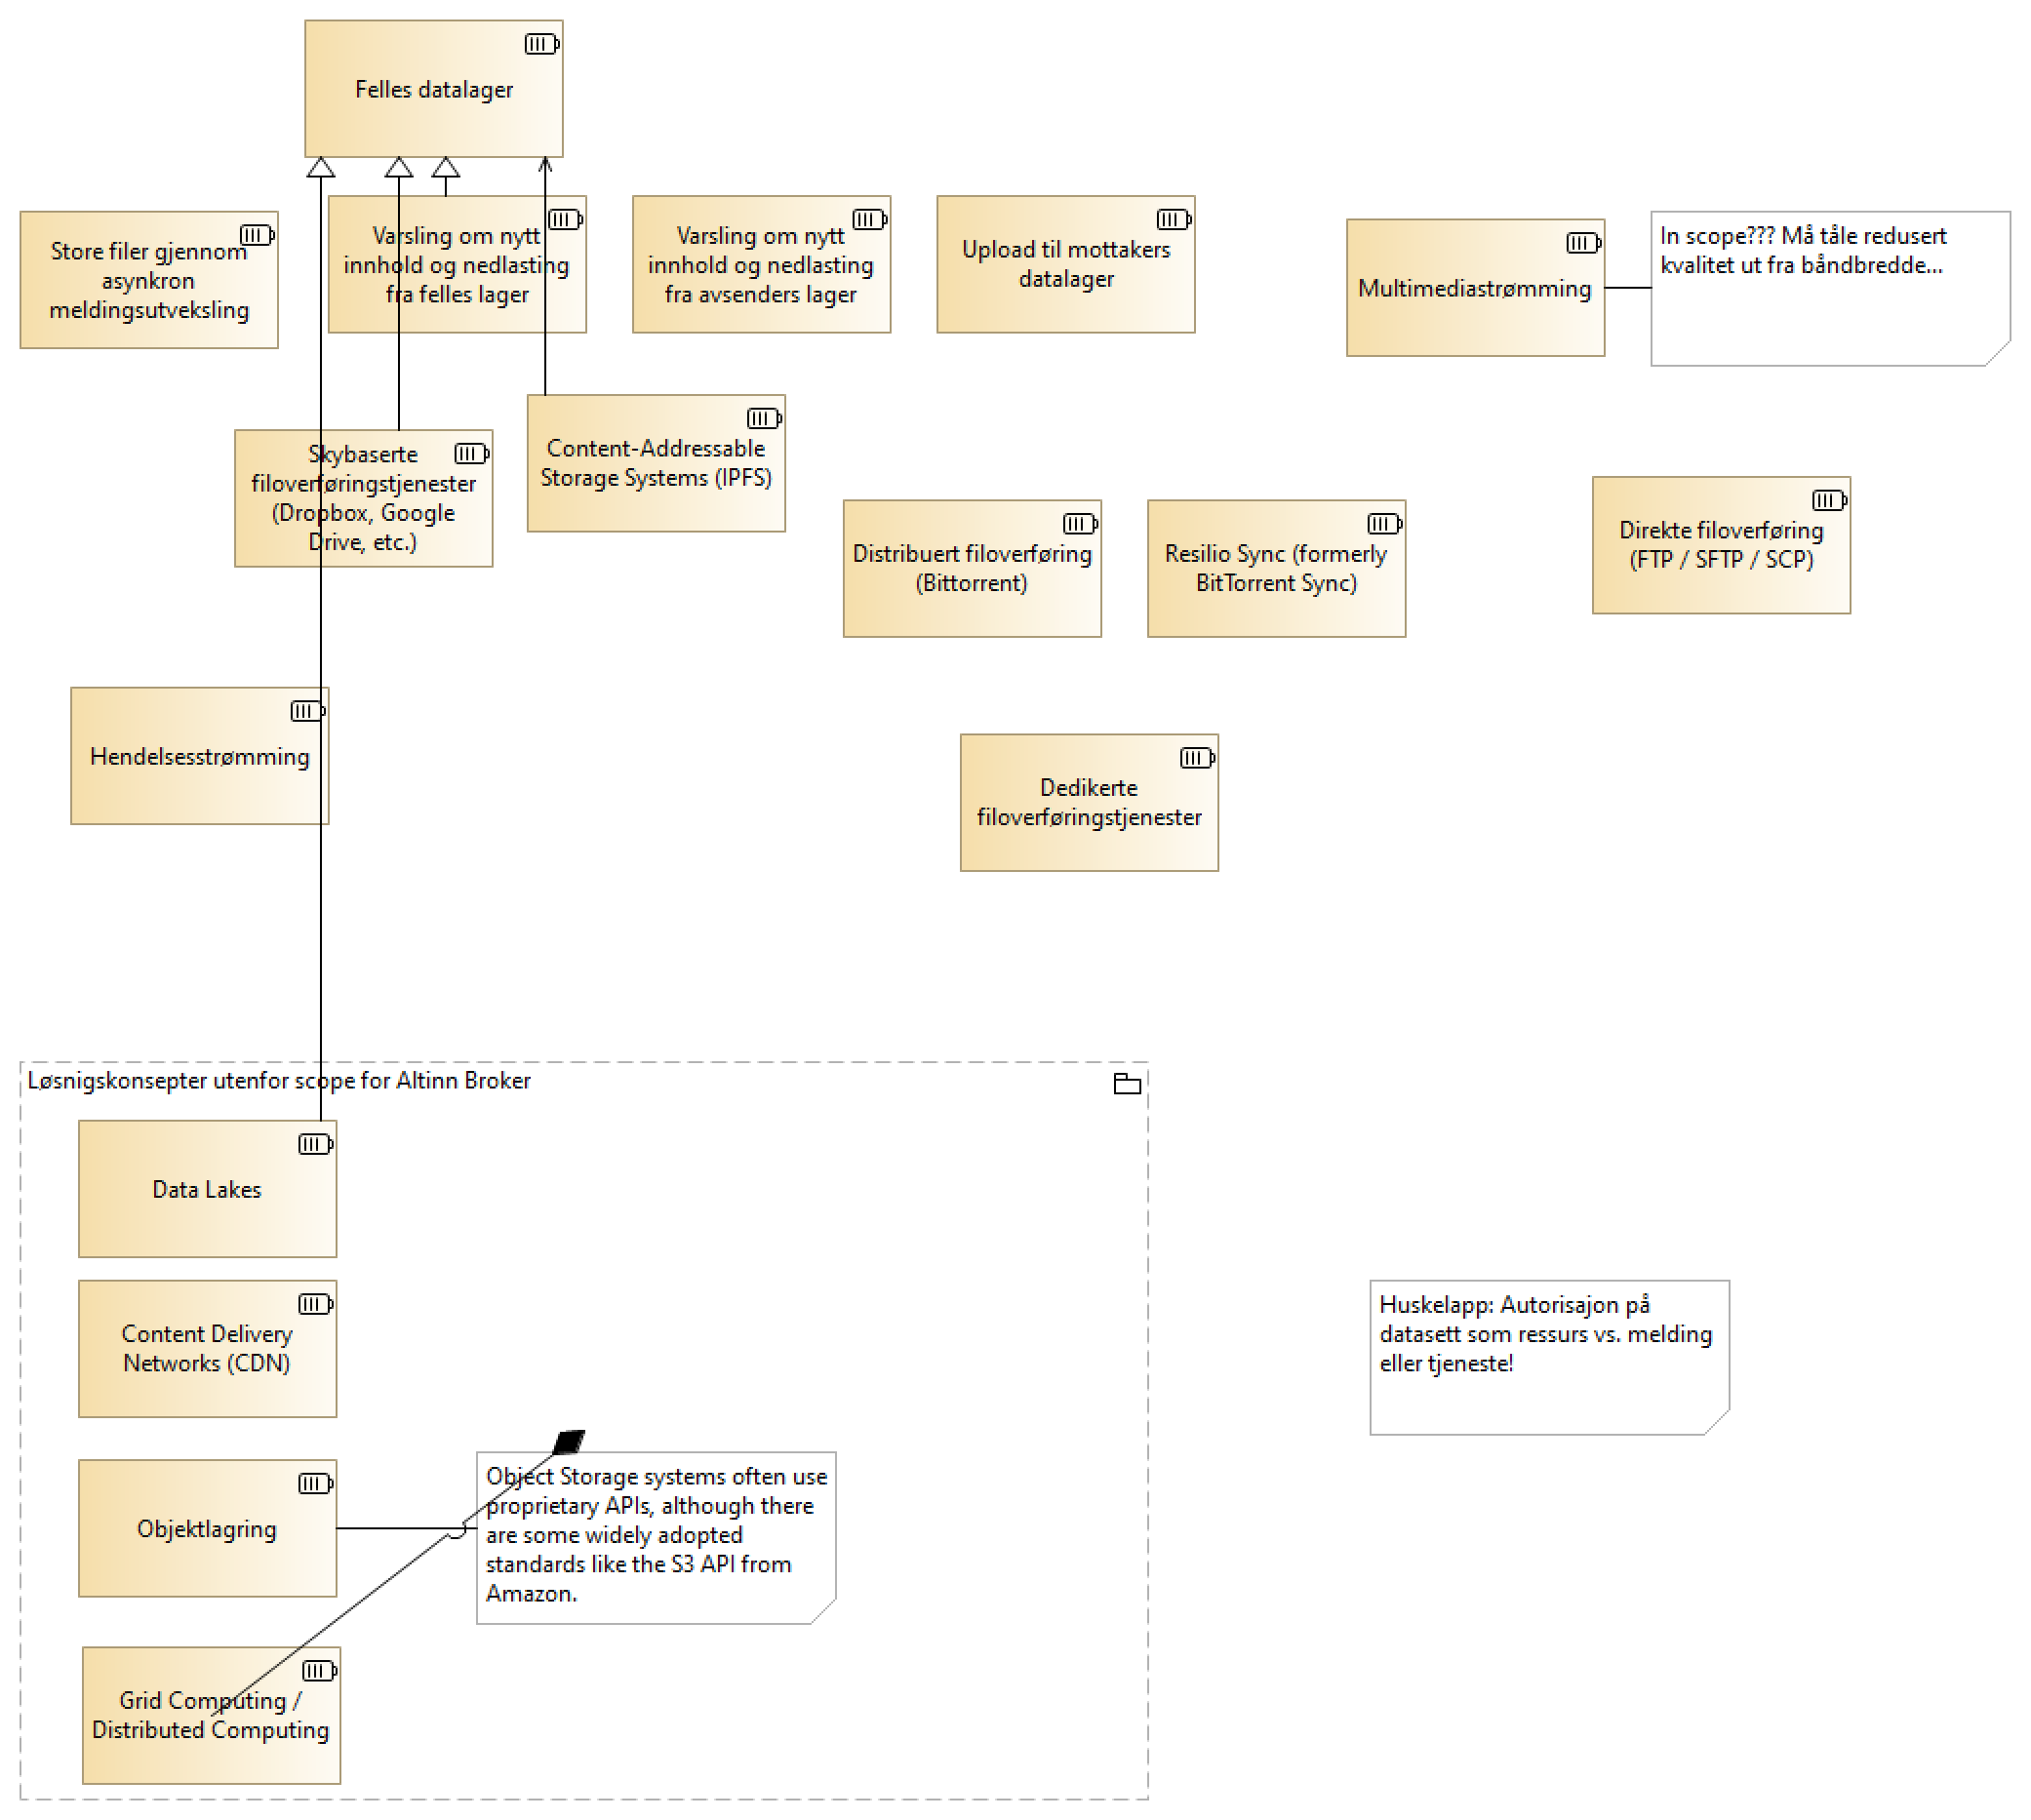 Felles datalager
Store filer gjennom
asynkron
meldingsutveksling
Varsling om nytt
innhold og nedlasting
fra felles lager
Varsling om nytt
innhold og nedlasting
fra avsenders lager
Upload til mottakers
datalager
Multimediastrømming
In scope??? Må tåle redusert
kvalitet ut fra båndbredde...
Skybaserte
filoverføringstjenester
(Dropbox, Google
Drive, etc.)
Content-Addressable
Storage Systems (IPFS)
Distribuert filoverføring
(Bittorrent)
Resilio Sync (formerly
BitTorrent Sync)
Direkte filoverføring
(FTP / SFTP / SCP)
Hendelsesstrømming
Dedikerte
filoverføringstjenester
Løsnigskonsepter utenfor scope for Altinn Broker
Data Lakes
Content Delivery
Networks (CDN)
Huskelapp: Autorisajon på
datasett som ressurs vs. melding
eller tjeneste!
Objektlagring
Object Storage systems often use
proprietary APIs, although there
are some widely adopted
standards like the S3 API from
Amazon.
Grid Computing /
Distributed Computing